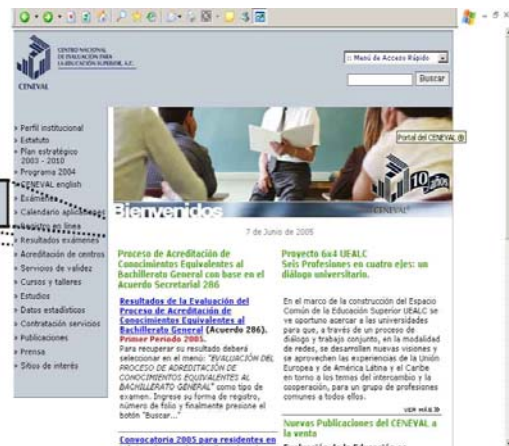 CENTRO NACIONAL
DE EVALUACIÓN PARA
LA EDUCACIÓN SUPERIOR, A.C.
CENEVAL
:: Menú de Acceso Rápido
Buscar
» Perfil institucional
» Estatuto
» Plan estratégico
2003 - 2010
» Programa 2004
» CENEVAL english
» Exámenes
» Calendario aplicaciones
» Registro en línea
» Resultados exámenes
» Acreditación de centros
» Servicios de validez
» Cursos y talleres
» Estudios
» Datos estadísticos
» Contratación servicios
» Publicaciones
» Prensa
» Sitios de interés
Portal del CENEVAL
10 años
CENEVAL
Bienvenidos
7 de Junio de 2005
Proceso de Acreditación de
Conocimientos Equivalentes al
Bachillerato General con base en el
Acuerdo Secretarial 286
Resultados de la Evaluación del
Proceso de Acreditación de
Conocimientos Equivalentes al
Bachillerato General (Acuerdo 286).
Primer Periodo 2005.
Para recuperar su resultado deberá
seleccionar en el menú: "EVALUACIÓN DEL
PROCESO DE ADREDITACIÓN DE
CONOCIMIENTOS EQUIVALENTES AL
BACHILLERATO GENERAL" como tipo de
examen. Ingrese su forma de registro,
número de folio y finalmente presione el
botón "Buscar..."
Convocatoria 2005 para residentes en
Proyecto 6x4 UEALC
Seis Profesiones en cuatro ejes: un
diálogo universitario.
En el marco de la construcción del Espacio
Común de la Educación Superior UEALC se
ve oportuno acercar a las universidades
para que, a través de un proceso de
diálogo y trabajo conjunto, en la modalidad
de redes, se desarrollen nuevas visiones y
se aprovechen las experiencias de la Unión
Europea y de América Látina y el Caribe
en torno a los temas del intercambio y la
cooperación, para un grupo de profesiones
comunes a todos ellos.
VER MÁS »
Nuevas Publicaciones del CENEVAL a
la venta